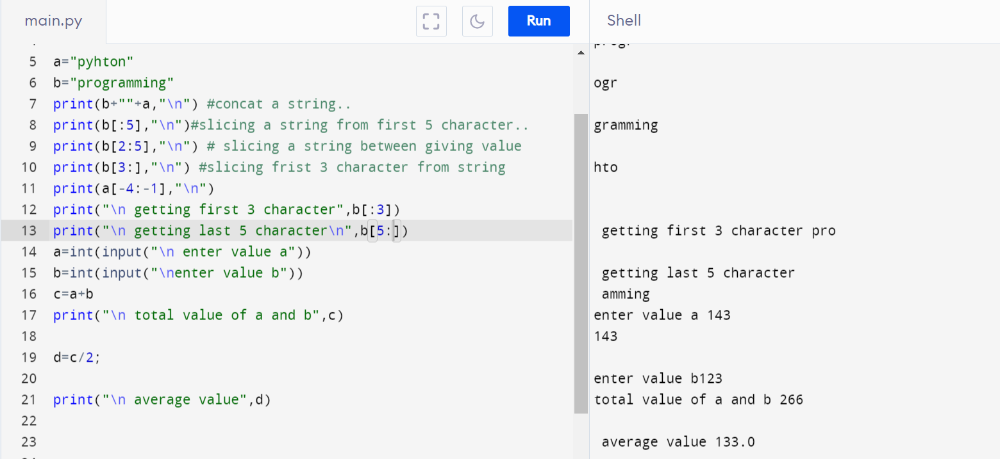 main.py
Run
Shell
5 a="pyhton"
6 b="programming"
7 print(b+""+a,"\n") #concat a string..
8 print(b[:5],"\n")#slicing a string from first 5 character..
9 print(b[2:5],"\n") # slicing a string between giving value
10 print(b[3:],"\n") #slicing frist 3 character from string
11 print(a[-4:-1],"\n")
12 print("\n getting first 3 character",b[:3])
13 print("\n getting last 5 character\n",b[5:])
14 a=int(input("\n enter value a"))
15 b=int(input("\nenter value b"))
16 c=a+b
17 print("\n total value of a and b",c)
18
19 d=c/2;
20
21 print("\n average value",d)
22
23
progr
ogr
gramming
hto
getting first 3 character pro
getting last 5 character
amming
enter value a 143
143
enter value b123
total value of a and b 266
average value 133.0